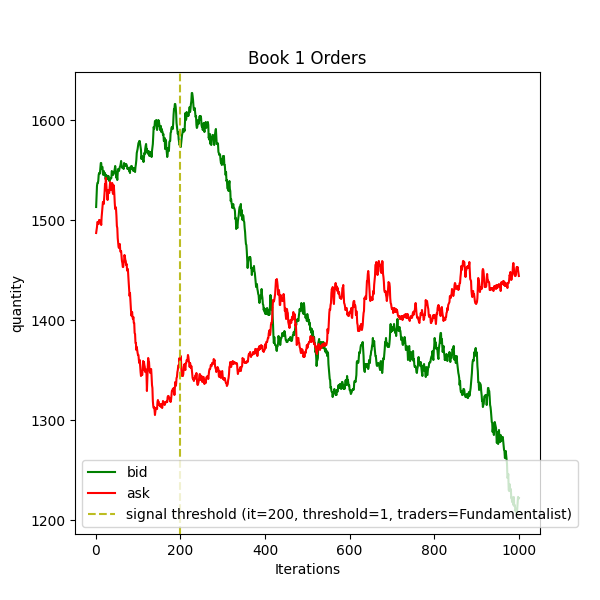 Book 1 Orders
quantity
1600
1500
1400
1300
1200
bid
ask
signal threshold (it=200, threshold=1, traders=Fundamentalist)
0 200 400 600 800 1000
Iterations